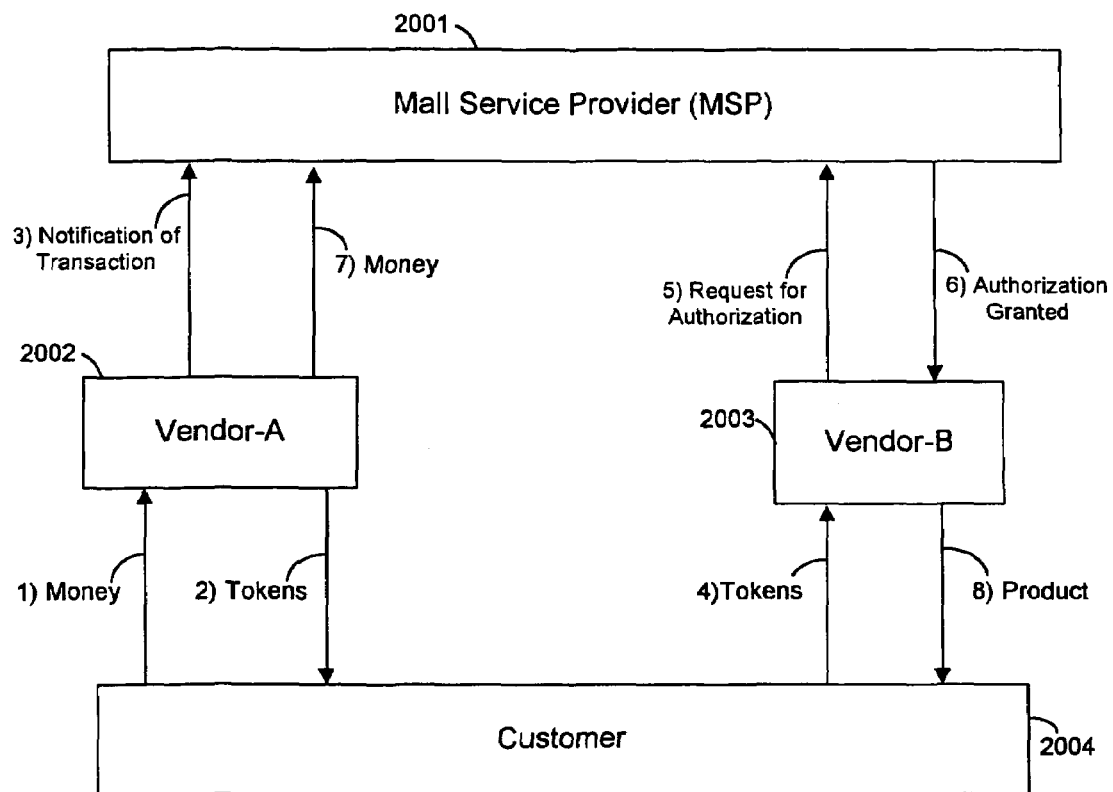 2001
Mall Service Provider (MSP)
3) Notification of
Transaction
7) Money
5) Request for
Authorization
6) Authorization
Granted
2002
Vendor-A
2003
Vendor-B
1) Money
2) Tokens
4)Tokens
8) Product
Customer
2004